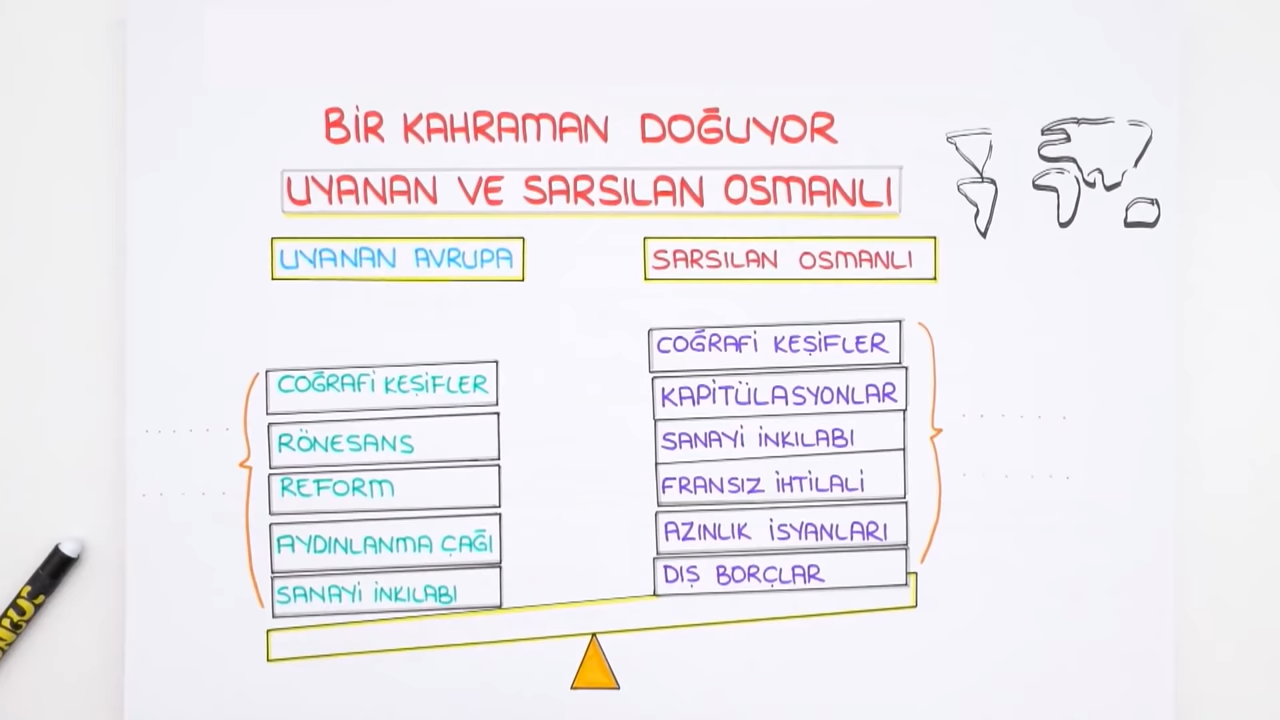 BİR KAHRAMAN DOĞUYOR
UYANAN VE SARSILAN OSMANLI
UYANAN AVRUPA
COĞRAFİ KEŞİFLER
RÖNESANS
REFORM
AYDINLANMA ÇAĞI
SANAYİ İNKILABI
SARSILAN OSMANLI
COĞRAFİ KEŞİFLER
KAPİTÜLASYONLAR
SANAYİ İNKILABI
FRANSIZ İHTİLALİ
AZINLIK İSYANLARI
DIŞ BORÇLAR